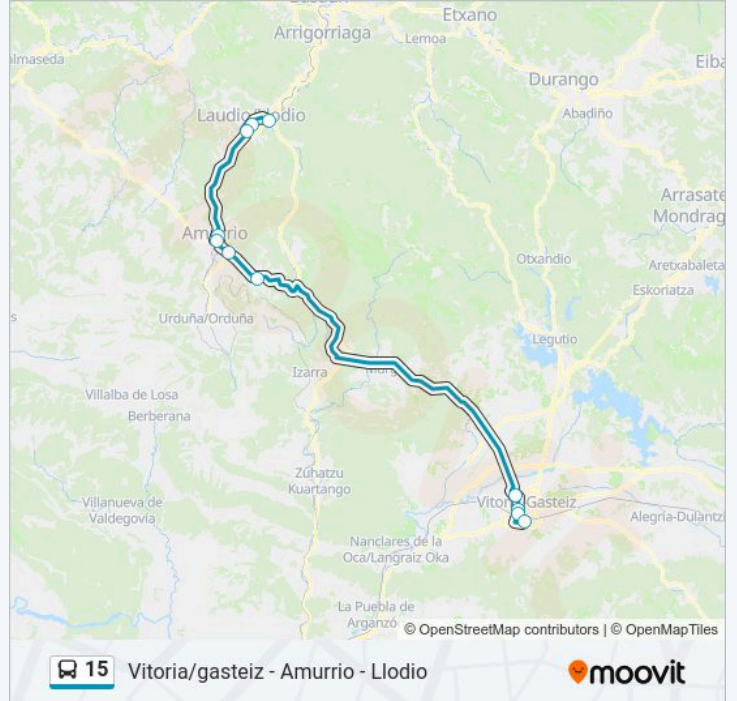 Etxano
Arrigorriaga
Lemoa
Eiba
almaseda
Durango
Abadiño
Laudio/Llodio
Arrasate
Mondrag
Amurrio
Otxandio
Aretxabaleta
Eskoriatza
s
Urduña/Orduña
Legutio
Izarra
Villalba de Losa
Berberana
Zuhatzu
Kuartango
Vitoria-Gasteiz
Villanueva de
Valdegovía
Alegria-Dulantzi
Nanclares de la
Oca/Langraiz Oka
La Puebla de
Arganzó
© OpenStreetMap contributors | © OpenMapTiles
15 Vitoria/gasteiz - Amurrio - Llodio
moovit